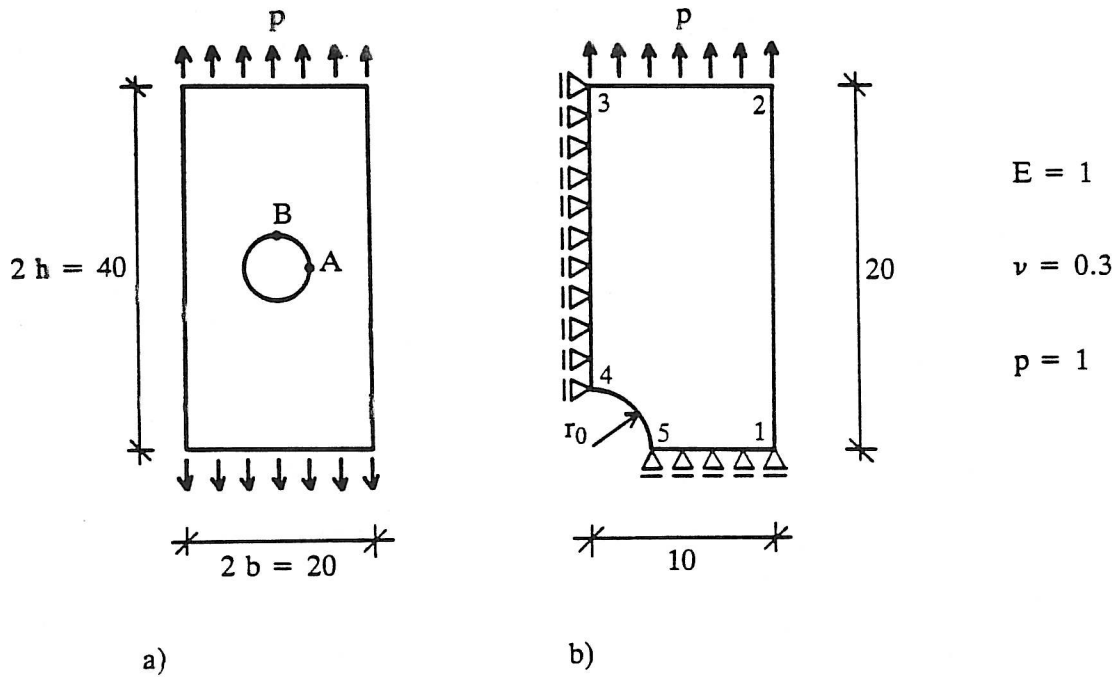 p
B
A
2 h = 40
2 b = 20
a)
p
3
2
4
r0
5
1
20
10
b)
E = 1
ν = 0.3
p = 1